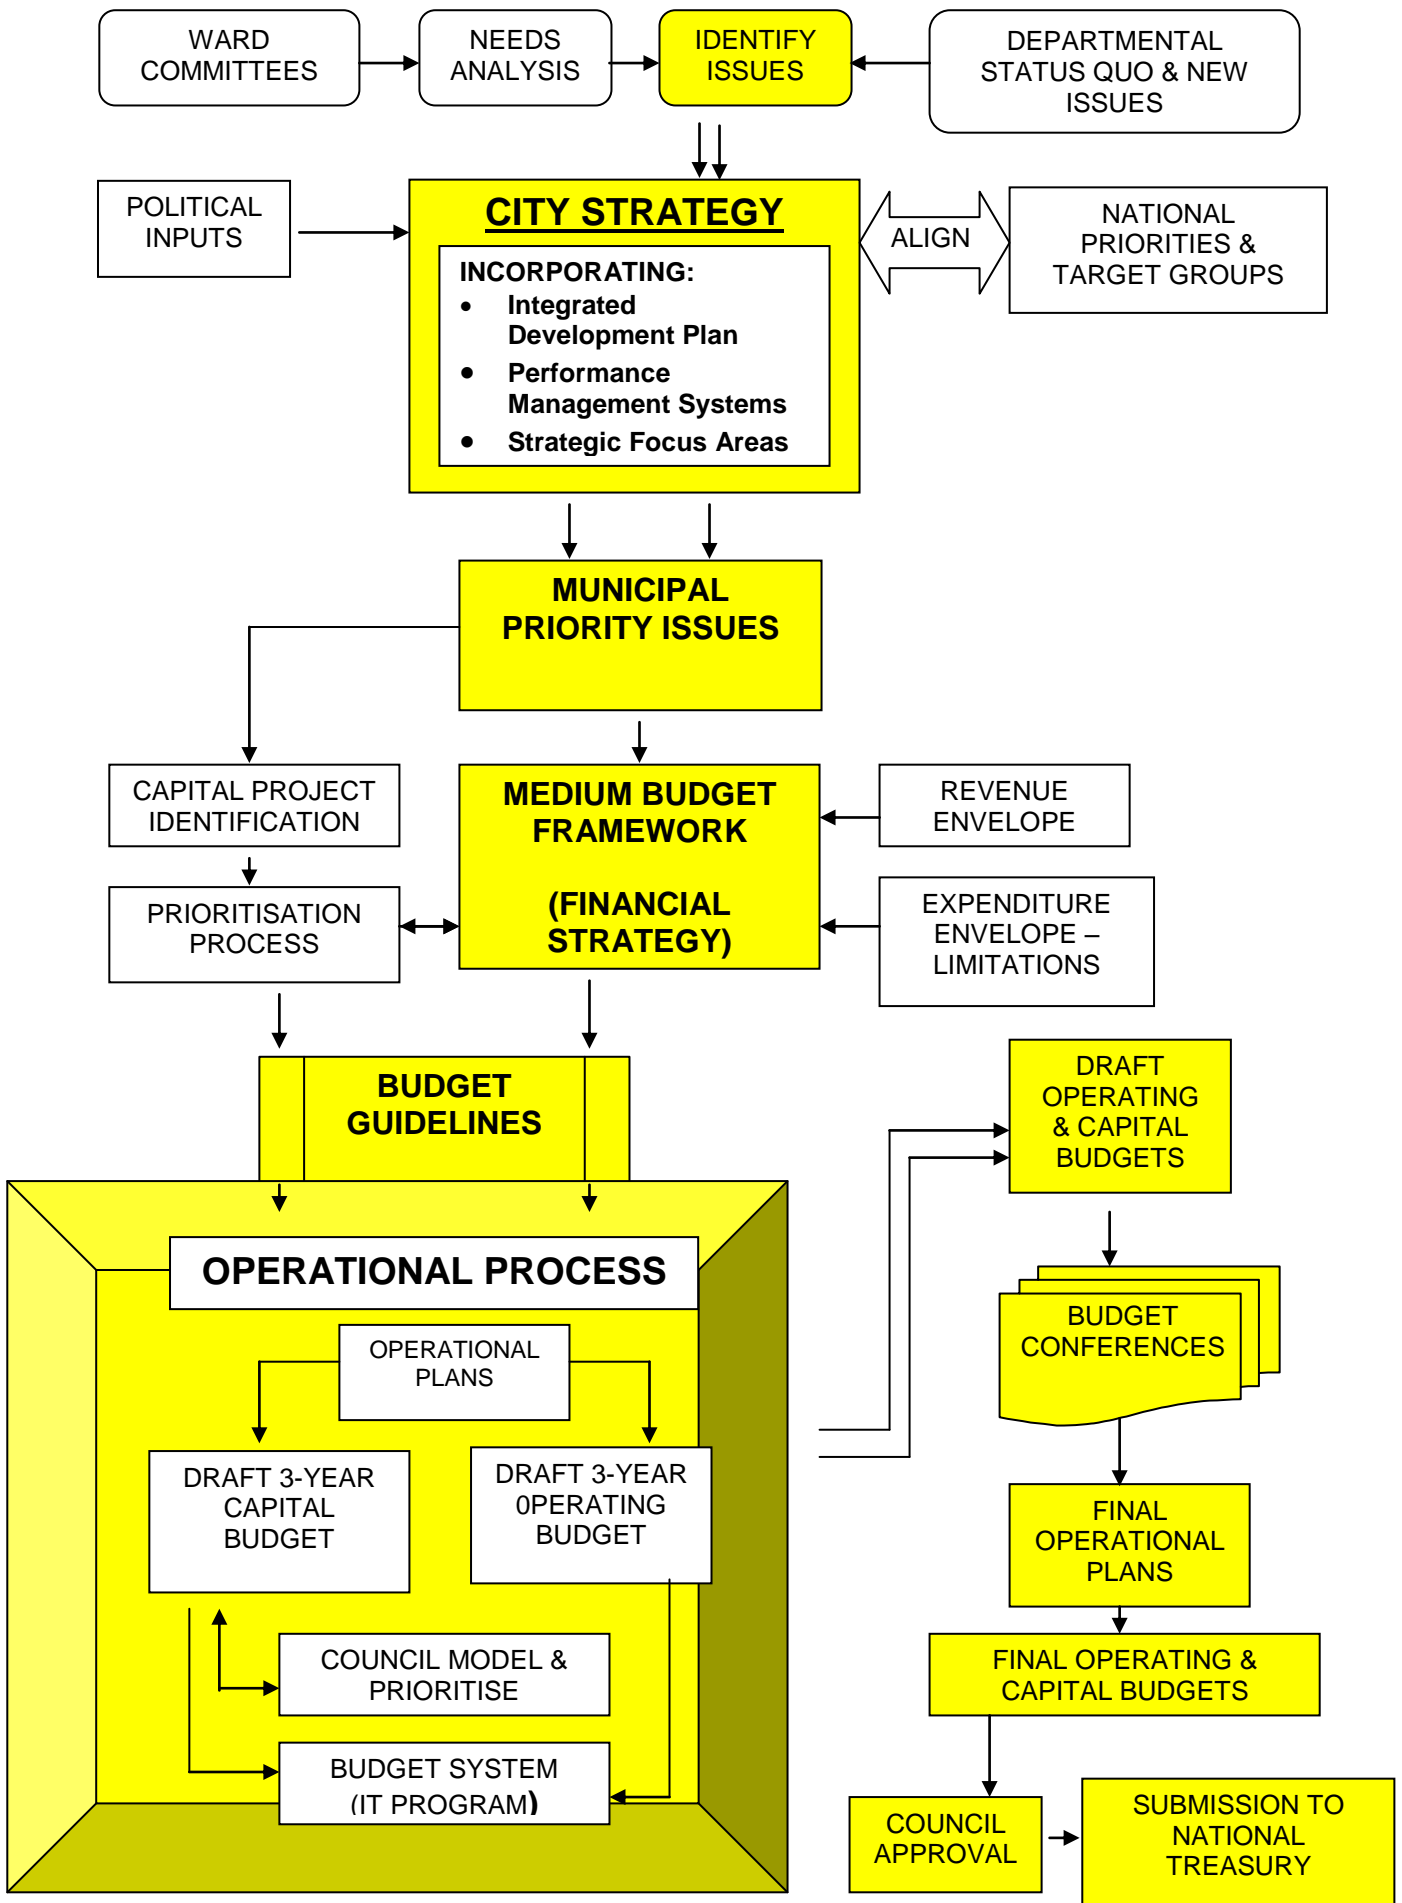 WARD
COMMITTEES
NEEDS
ANALYSIS
IDENTIFY
ISSUES
DEPARTMENTAL
STATUS QUO & NEW
ISSUES
POLITICAL
INPUTS
CITY STRATEGY
INCORPORATING:
• Integrated
Development Plan
• Performance
Management Systems
• Strategic Focus Areas
ALIGN
NATIONAL
PRIORITIES &
TARGET GROUPS
MUNICIPAL
PRIORITY ISSUES
CAPITAL PROJECT
IDENTIFICATION
MEDIUM BUDGET
FRAMEWORK
(FINANCIAL
STRATEGY)
REVENUE
ENVELOPE
PRIORITISATION
PROCESS
EXPENDITURE
ENVELOPE –
LIMITATIONS
BUDGET
GUIDELINES
OPERATIONAL PROCESS
OPERATIONAL
PLANS
DRAFT 3-YEAR
CAPITAL
BUDGET
DRAFT 3-YEAR
0PERATING
BUDGET
COUNCIL MODEL &
PRIORITISE
BUDGET SYSTEM
(IT PROGRAM)
DRAFT
OPERATING
& CAPITAL
BUDGETS
BUDGET
CONFERENCES
FINAL
OPERATIONAL
PLANS
FINAL OPERATING &
CAPITAL BUDGETS
COUNCIL
APPROVAL
SUBMISSION TO
NATIONAL
TREASURY